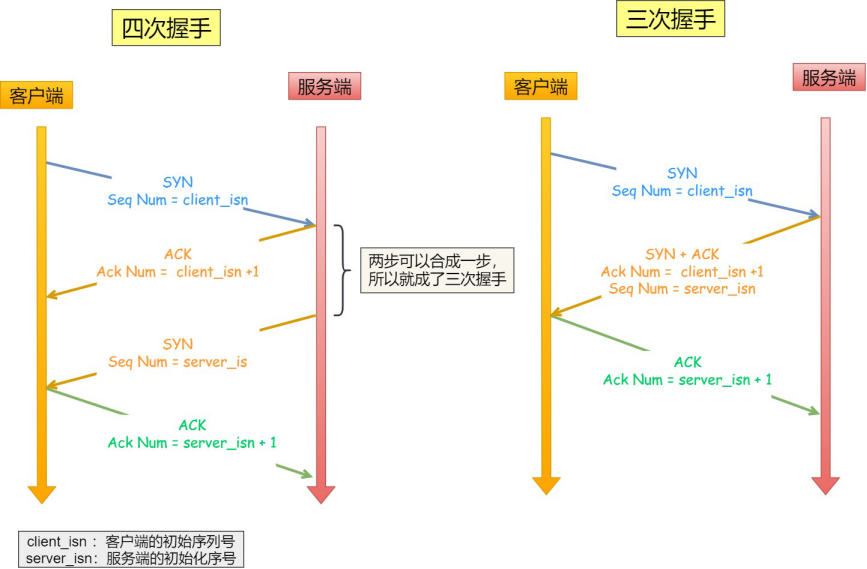 四次握手
客户端
服务端
SYN
Seq Num = client_isn
ACK
Ack Num = client_isn +1
两步可以合成一步，
所以就成了三次握手
SYN
Seq Num = server_is
ACK
Ack Num = server_isn + 1
三次握手
客户端
服务端
SYN
Seq Num = client_isn
SYN + ACK
Ack Num = client_isn +1
Seq Num = server_isn
ACK
Ack Num = server_isn + 1
client_isn ：客户端的初始序列号
server_isn：服务端的初始化序号